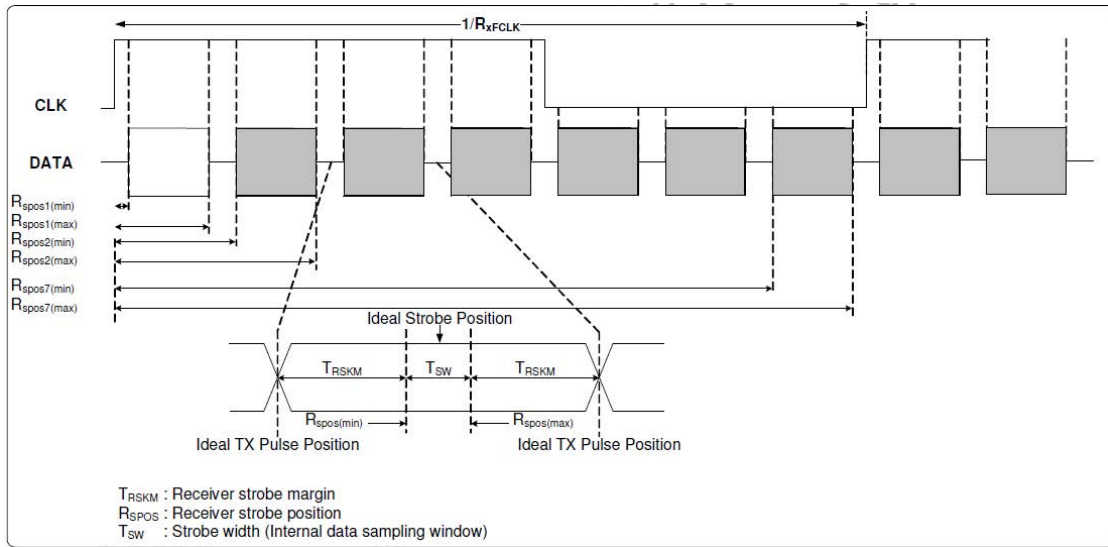 1/RxFCLK
CLK
DATA
Rspos1(min)
Rspos1(max)
Rspos2(min)
Rspos2(max)
Rspos7(min)
Rspos7(max)
Ideal Strobe Position
TRSKM TSW TRSKM
Rspos(min) Rspos(max)
Ideal TX Pulse Position Ideal TX Pulse Position
TRSKM : Receiver strobe margin
RSPOS : Receiver strobe position
TSW : Strobe width (Internal data sampling window)